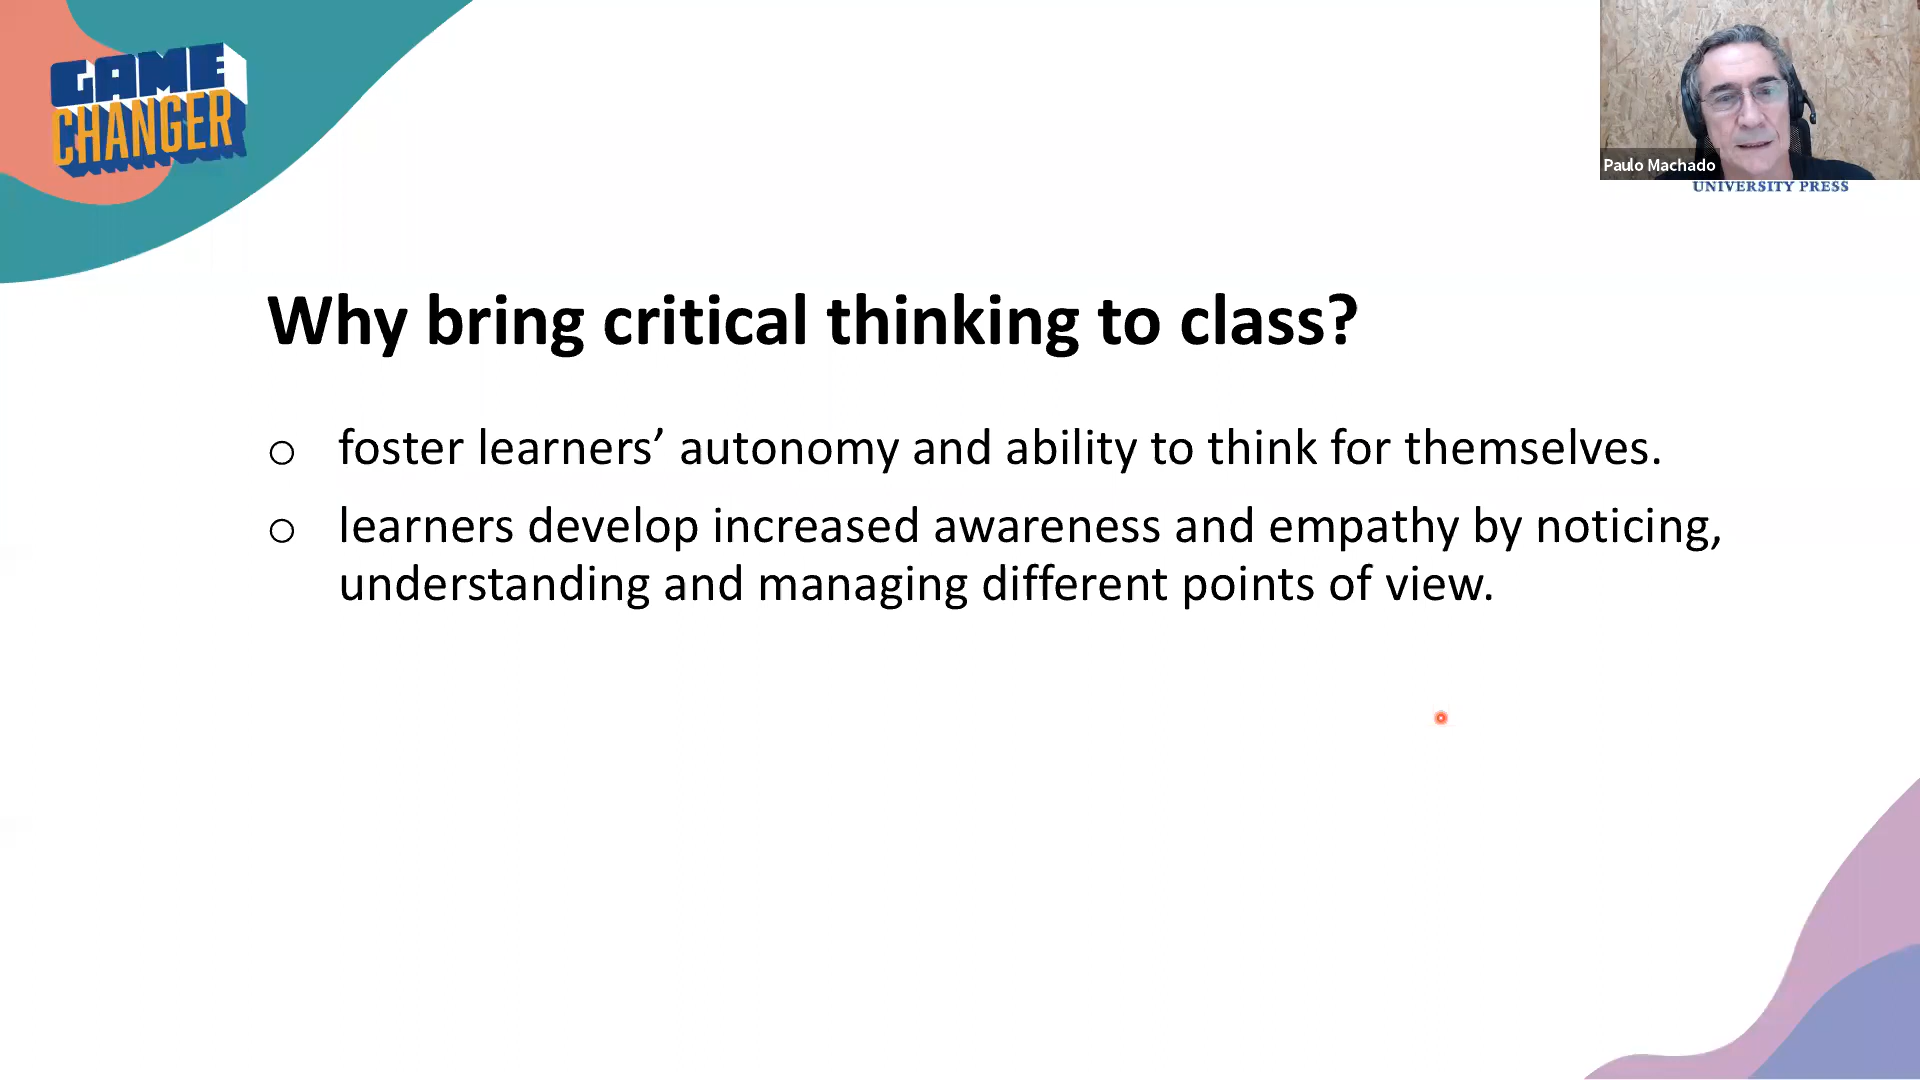 GAME
CHANGER
Paulo Machado
UNIVERSITY PRESS
Why bring critical thinking to class?
foster learners’ autonomy and ability to think for themselves.
learners develop increased awareness and empathy by noticing,
understanding and managing different points of view.